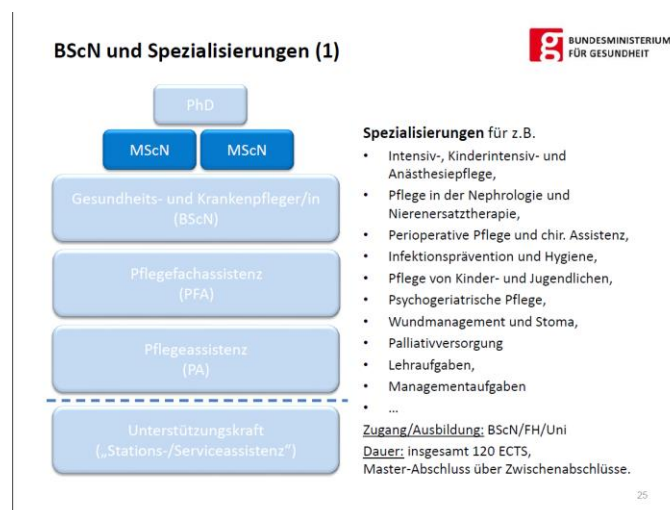 BScN und Spezialisierungen (1)
BUNDESMINISTERIUM
FÜR GESUNDHEIT
PhD
MScN
MScN
Gesundheits- und Krankenpfleger/in
(BScN)
Pflegefachassistenz
(PFA)
Pflegeassistenz
(PA)
Unterstützungskraft
(„Stations-/Serviceassistenz“)
Spezialisierungen für z.B.
• Intensiv-, Kinderintensiv- und
Anästhesiepflege,
• Pflege in der Nephrologie und
Nierenersatztherapie,
• Perioperative Pflege und chir. Assistenz,
• Infektionsprävention und Hygiene,
• Pflege von Kinder- und Jugendlichen,
• Psychogeriatrische Pflege,
• Wundmanagement und Stoma,
• Palliativversorgung
• Lehraufgaben,
• Managementaufgaben
• ...
Zugang/Ausbildung: BScN/FH/Uni
Dauer: insgesamt 120 ECTS,
Master-Abschluss über Zwischenabschlüsse.
25